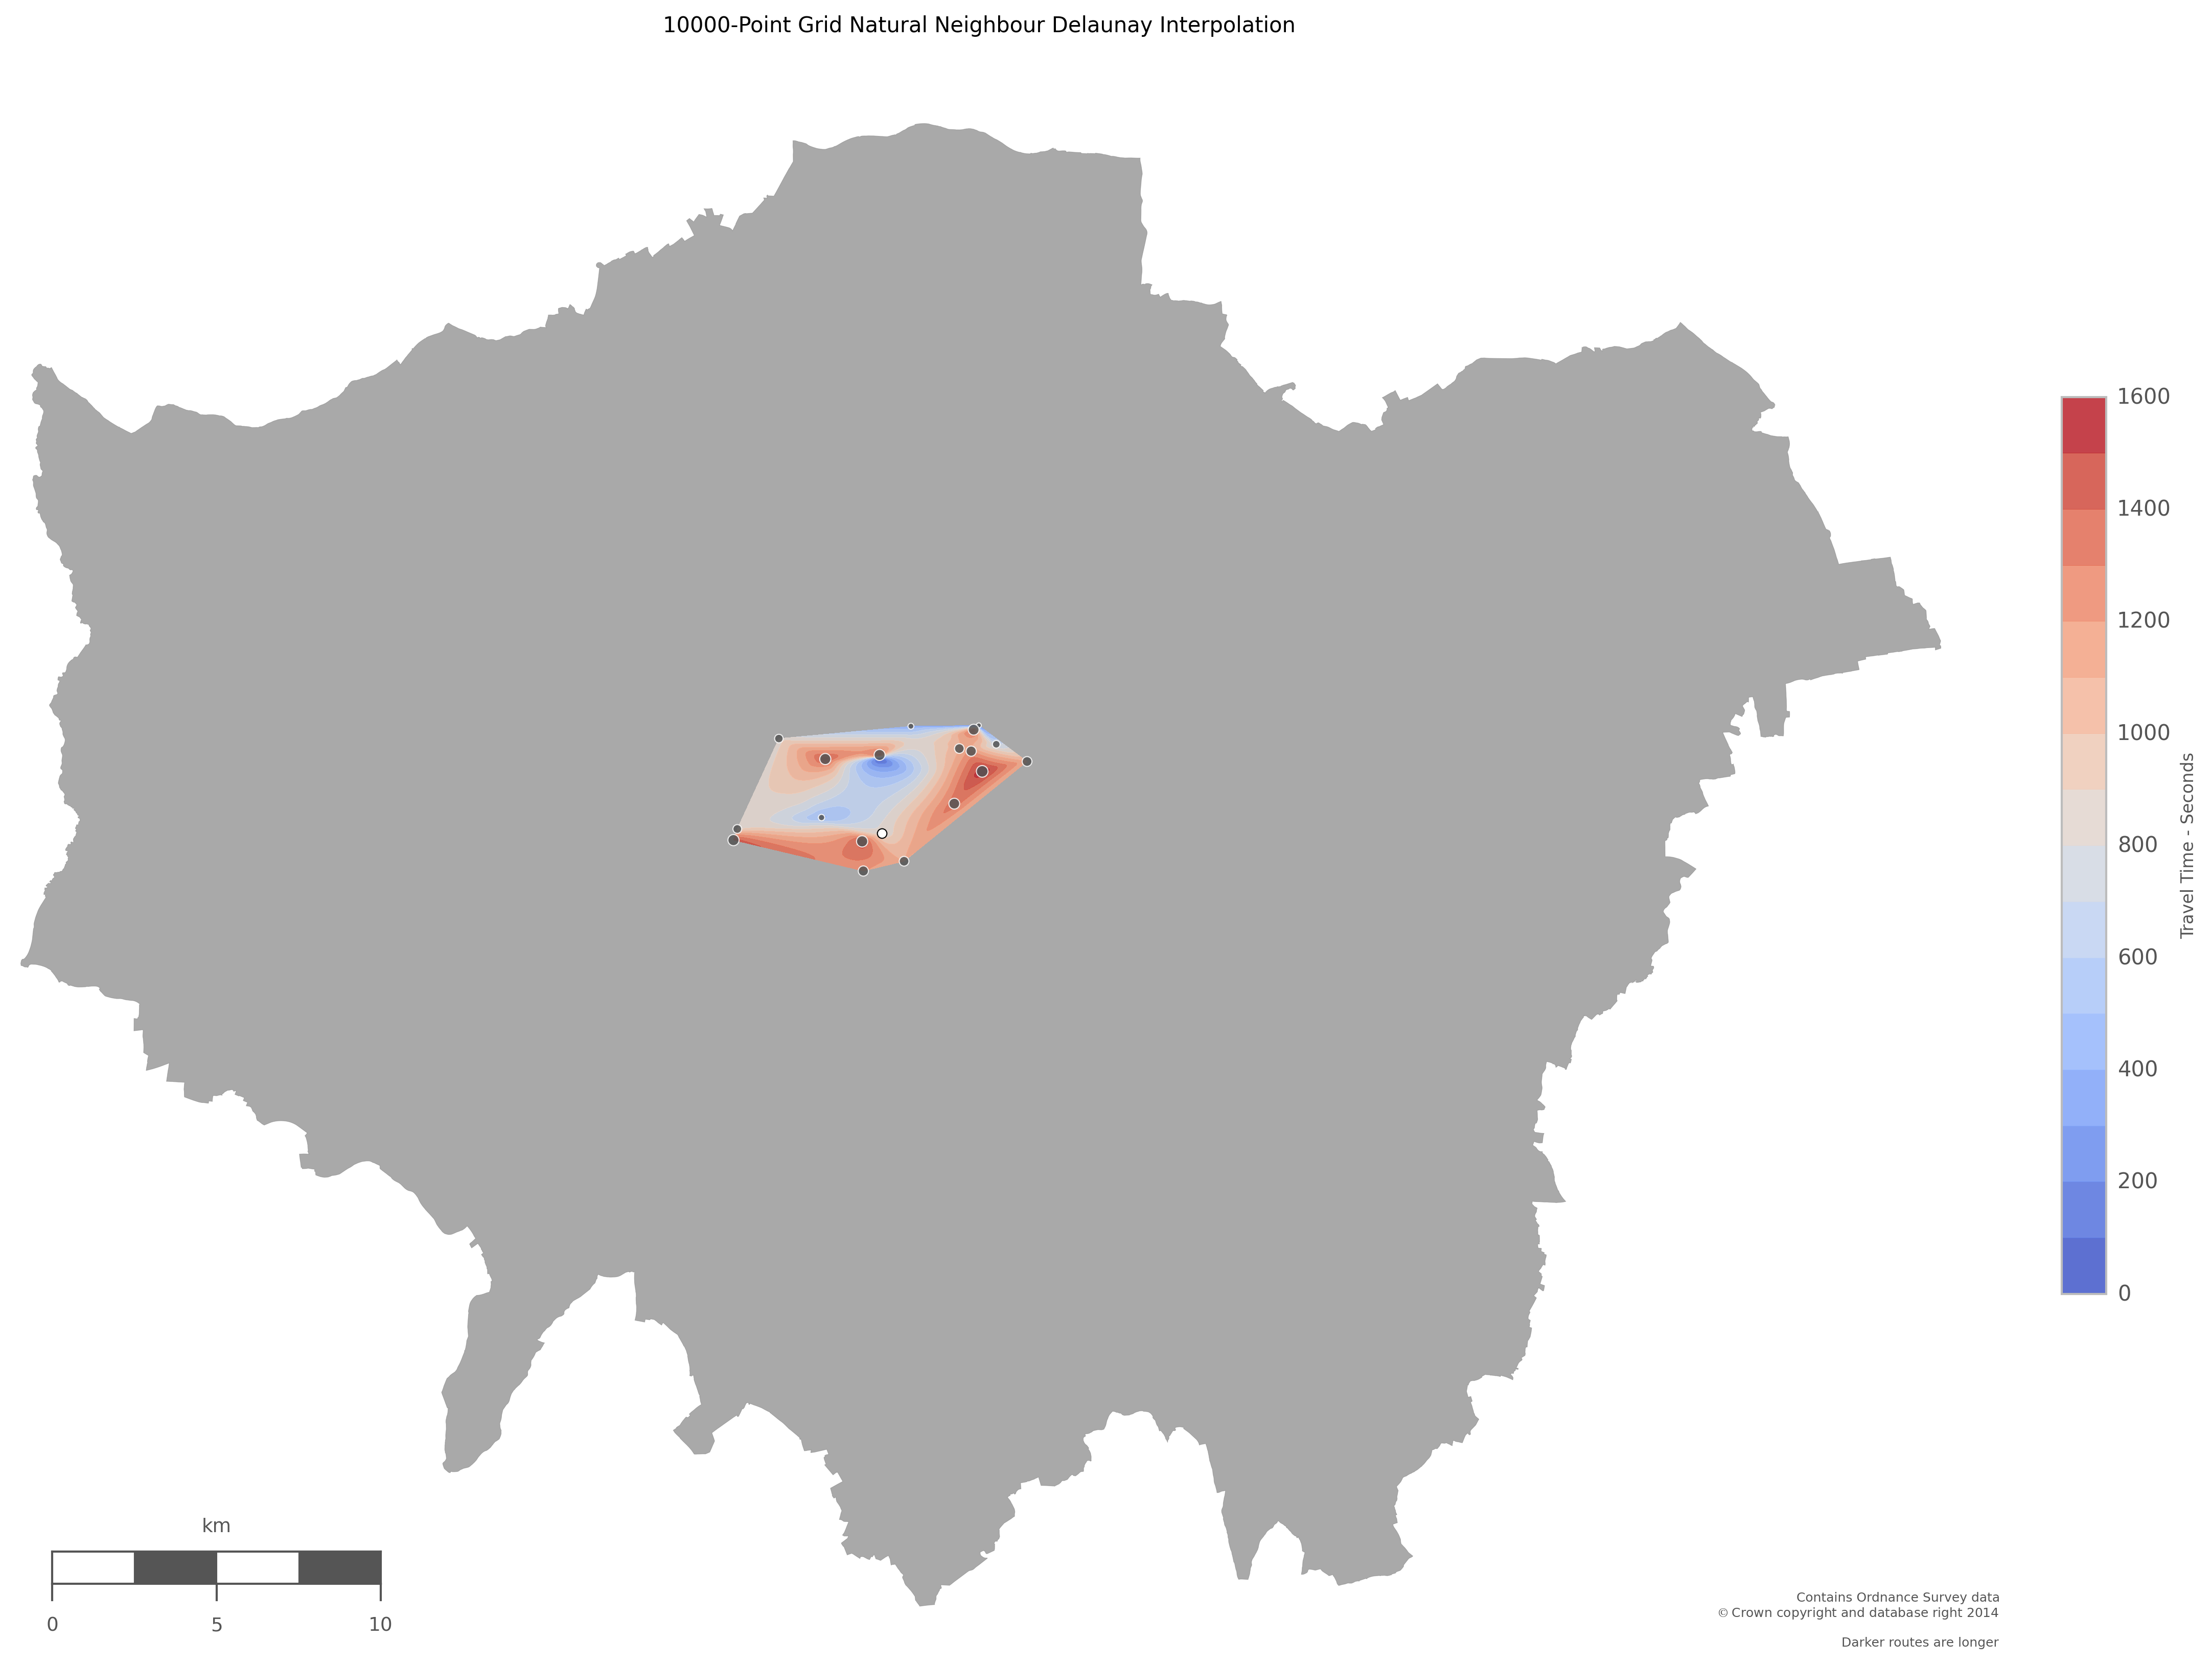 10000-Point Grid Natural Neighbour Delaunay Interpolation
1600
1400
1200
1000
800
600
400
200
0
Travel Time - Seconds
km
0 5 10
Contains Ordnance Survey data
© Crown copyright and database right 2014
Darker routes are longer